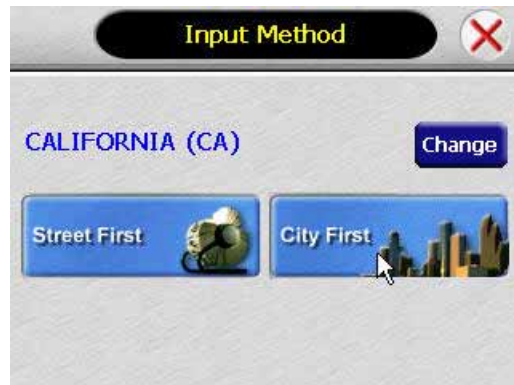 Input Method
CALIFORNIA (CA)
Change
Street First
City First